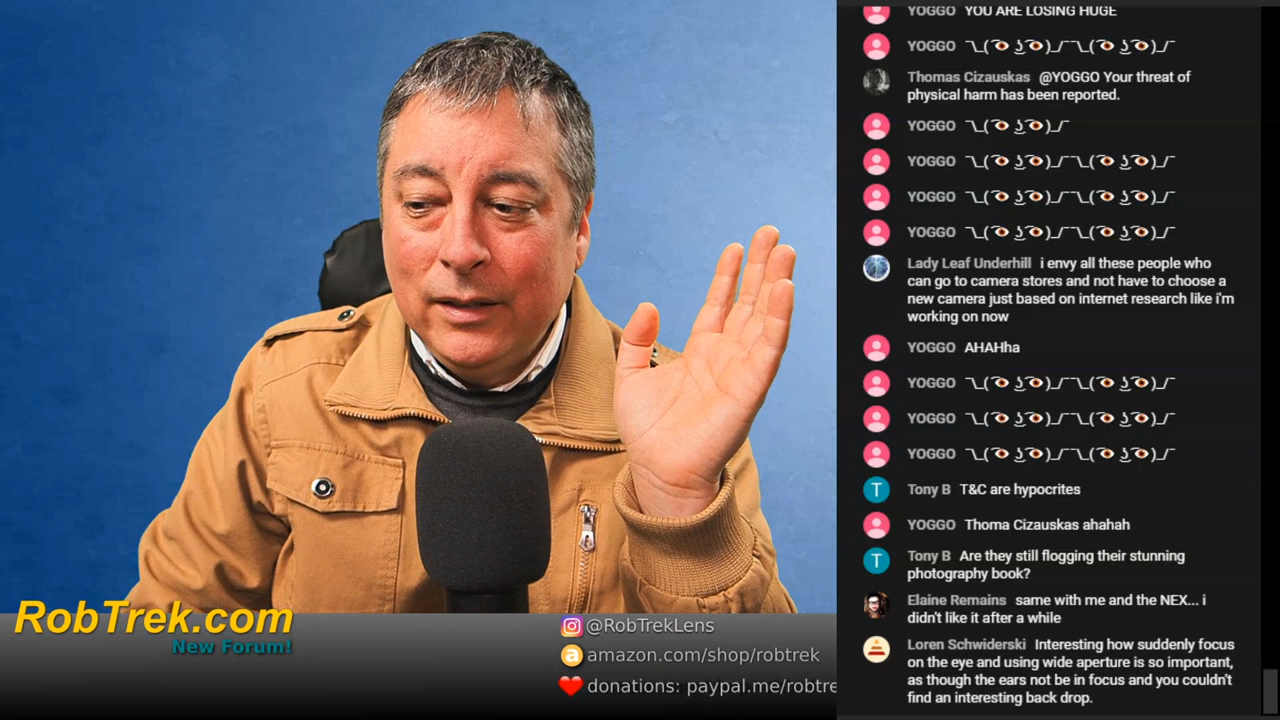 YOGGO YOU ARE LOSING HUGE
YOGGO ¯\_(👁 ͜ʖ👁)_/¯¯\_(👁 ͜ʖ👁)_/¯
Thomas Cizauskas @YOGGO Your threat of
physical harm has been reported.
YOGGO ¯\_(👁 ͜ʖ👁)_/¯
YOGGO ¯\_(👁 ͜ʖ👁)_/¯¯\_(👁 ͜ʖ👁)_/¯
YOGGO ¯\_(👁 ͜ʖ👁)_/¯¯\_(👁 ͜ʖ👁)_/¯
YOGGO ¯\_(👁 ͜ʖ👁)_/¯¯\_(👁 ͜ʖ👁)_/¯
Lady Leaf Underhill i envy all these people who
can go to camera stores and not have to choose a
new camera just based on internet research like i'm
working on now
YOGGO AHAHha
YOGGO ¯\_(👁 ͜ʖ👁)_/¯¯\_(👁 ͜ʖ👁)_/¯
YOGGO ¯\_(👁 ͜ʖ👁)_/¯¯\_(👁 ͜ʖ👁)_/¯
YOGGO ¯\_(👁 ͜ʖ👁)_/¯¯\_(👁 ͜ʖ👁)_/¯
T Tony B T&C are hypocrites
YOGGO Thoma Cizauskas ahahah
T Tony B Are they still flogging their stunning
photography book?
Elaine Remains same with me and the NEX... i
didn't like it after a while
Loren Schwiderski Interesting how suddenly focus
on the eye and using wide aperture is so important,
as though the ears not be in focus and you couldn't
find an interesting back drop.
RobTrek.com
New Forum!
@RobTrekLens
a amazon.com/shop/robtrek
donations: paypal.me/robtre